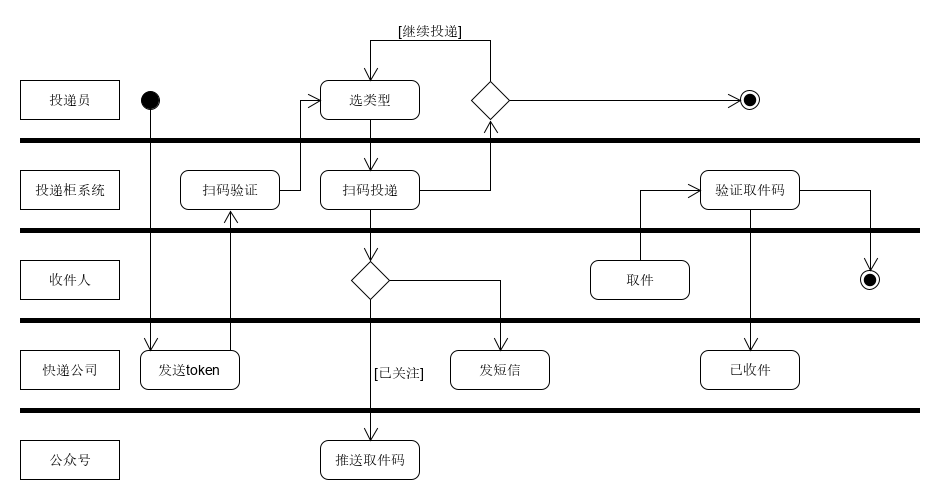 [继续投递]
投递员
选类型
投递柜系统
扫码验证
扫码投递
验证取件码
收件人
取件
快递公司
发送token
[已关注]
发短信
已收件
公众号
推送取件码